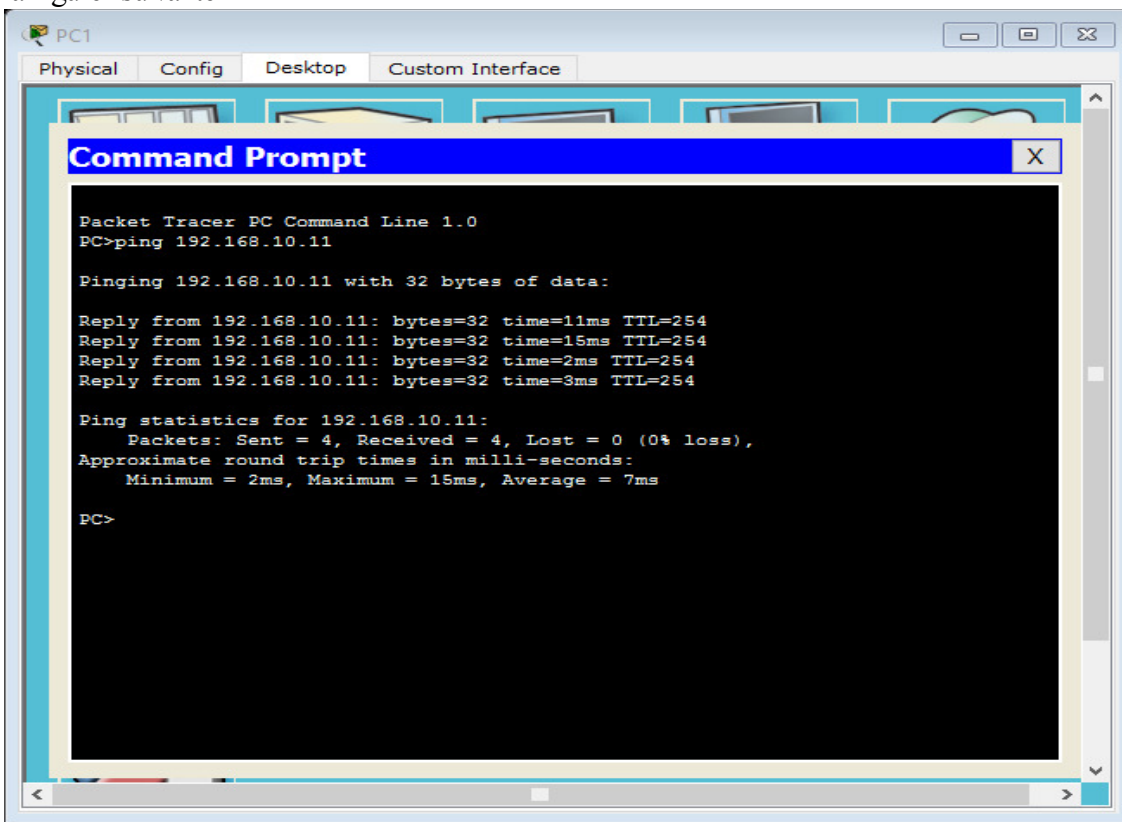 PC1
Physical Config Desktop Custom Interface
Command Prompt X
Packet Tracer PC Command Line 1.0
PC>ping 192.168.10.11
Pinging 192.168.10.11 with 32 bytes of data:
Reply from 192.168.10.11: bytes=32 time=11ms TTL=254
Reply from 192.168.10.11: bytes=32 time=15ms TTL=254
Reply from 192.168.10.11: bytes=32 time=2ms TTL=254
Reply from 192.168.10.11: bytes=32 time=3ms TTL=254
Ping statistics for 192.168.10.11:
Packets: Sent = 4, Received = 4, Lost = 0 (0% loss),
Approximate round trip times in milli-seconds:
Minimum = 2ms, Maximum = 15ms, Average = 7ms
PC>